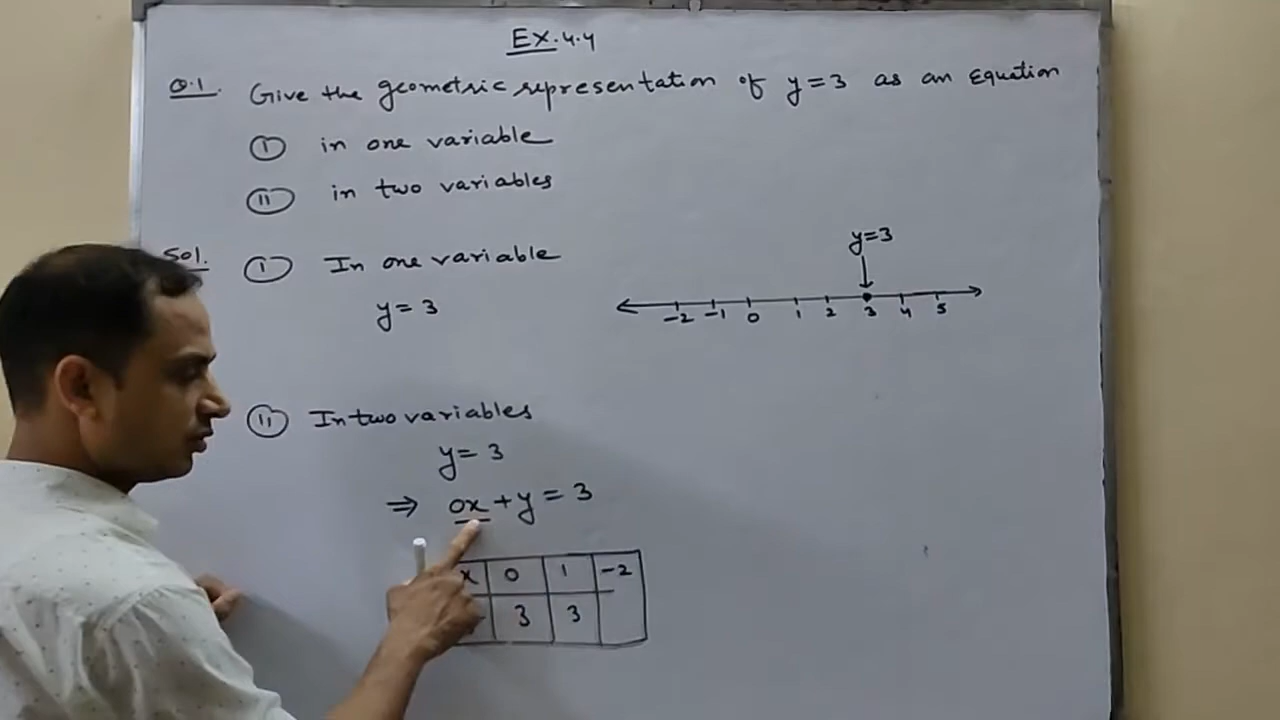 Ex. 4.4
Q.1. Give the geometric representation of y = 3 as an Equation
(i) in one variable
(ii) in two variables
Sol. (i) In one variable
y = 3
y=3
-2 -1 0 1 2 3 4 5
(ii) In two variables
y = 3
⇒ 0x + y = 3
x 0 1 -2
3 3